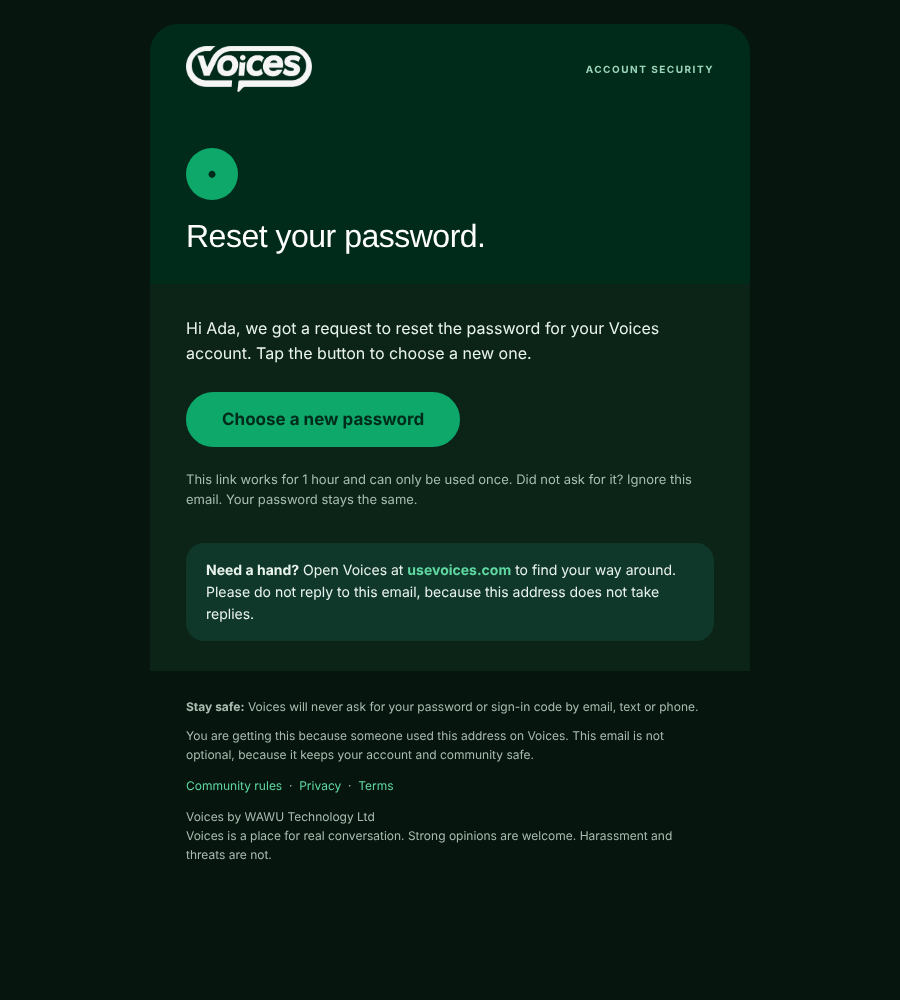 Voices
ACCOUNT SECURITY
Reset your password.
Hi Ada, we got a request to reset the password for your Voices
account. Tap the button to choose a new one.
Choose a new password
This link works for 1 hour and can only be used once. Did not ask for it? Ignore this
email. Your password stays the same.
Need a hand? Open Voices at usevoices.com to find your way around.
Please do not reply to this email, because this address does not take
replies.
Stay safe: Voices will never ask for your password or sign-in code by email, text or phone.
You are getting this because someone used this address on Voices. This email is not
optional, because it keeps your account and community safe.
Community rules · Privacy · Terms
Voices by WAWU Technology Ltd
Voices is a place for real conversation. Strong opinions are welcome. Harassment and
threats are not.